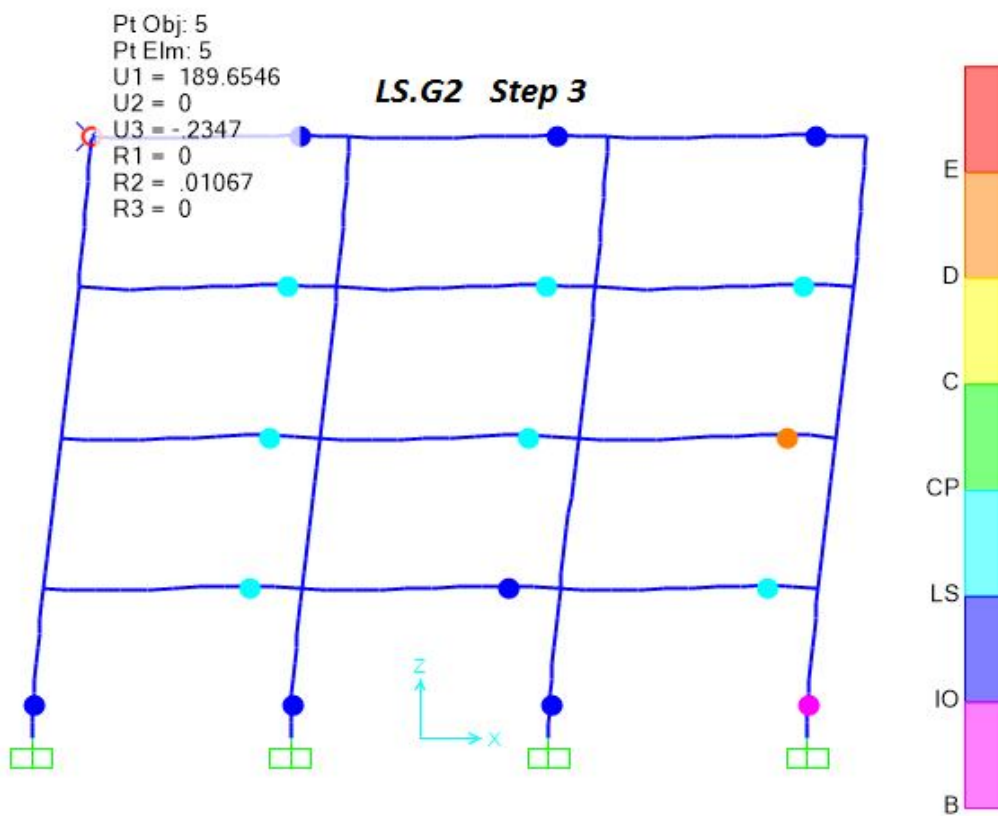 Pt Obj: 5
Pt Elm: 5
U1 = 189.6546
U2 = 0
U3 = -.2347
R1 = 0
R2 = .01067
R3 = 0
LS.G2 Step 3
E
D
C
CP
LS
IO
B
Z
X